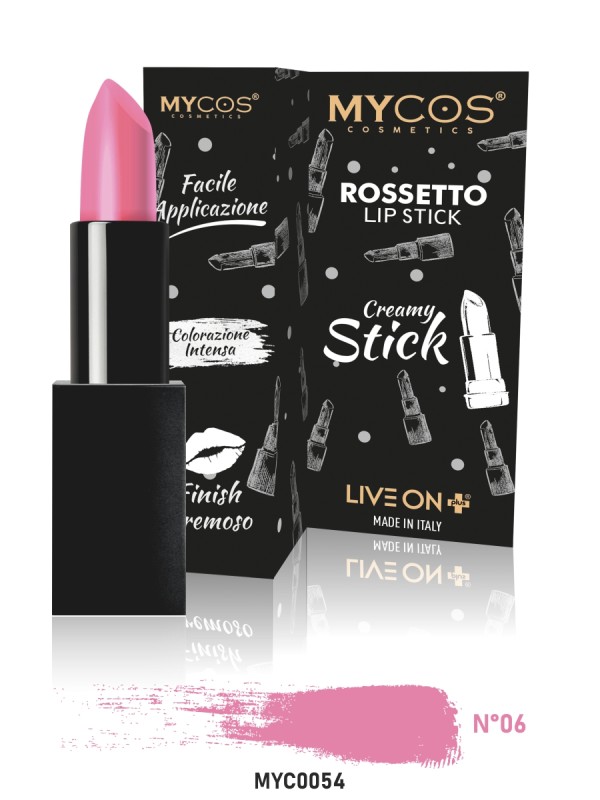 MYCOS®
COSMETICS
Facile
Applicazione
Colorazione
Intensa
Finish
remoso
MYCOS®
COSMETICS
ROSSETTO
LIP STICK
Creamy
Stick
LIVE ON plus®
MADE IN ITALY
N°06
MYC0054